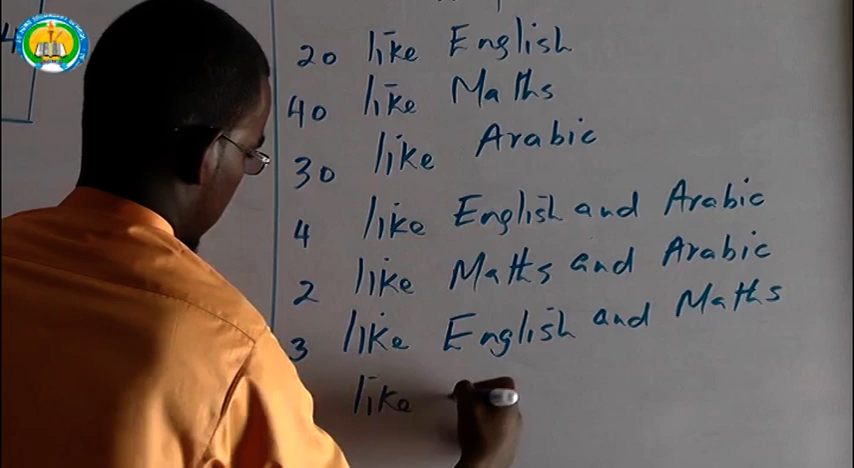 20 like English
40 like Maths
30 like Arabic
4 like English and Arabic
2 like Maths and Arabic
3 like English and Maths
like